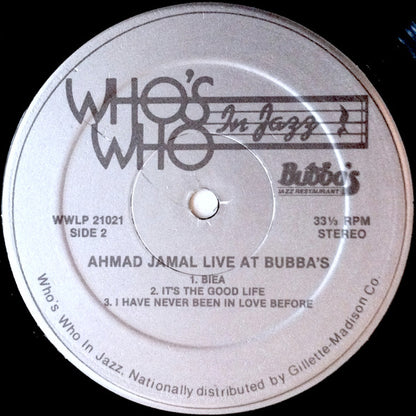 WHO'S
WHO
In Jazz
Bubba's
JAZZ RESTAURANT
WWLP 21021
SIDE 2
33⅓ RPM
STEREO
AHMAD JAMAL LIVE AT BUBBA'S
1. BIEA
2. IT'S THE GOOD LIFE
3. I HAVE NEVER BEEN IN LOVE BEFORE
Who's Who In Jazz. Nationally distributed by Gillette-Madison Co